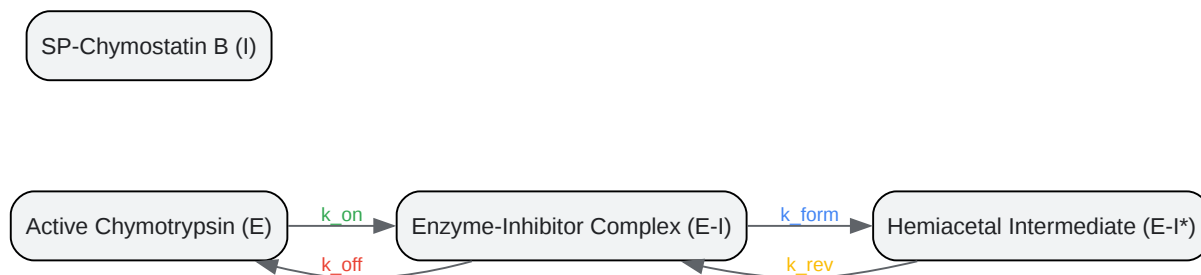 SP-Chymostatin B (I)
Active Chymotrypsin (E)
k_on
Enzyme-Inhibitor Complex (E-I)
k_form
Hemiacetal Intermediate (E-I*)
k_off
k_rev